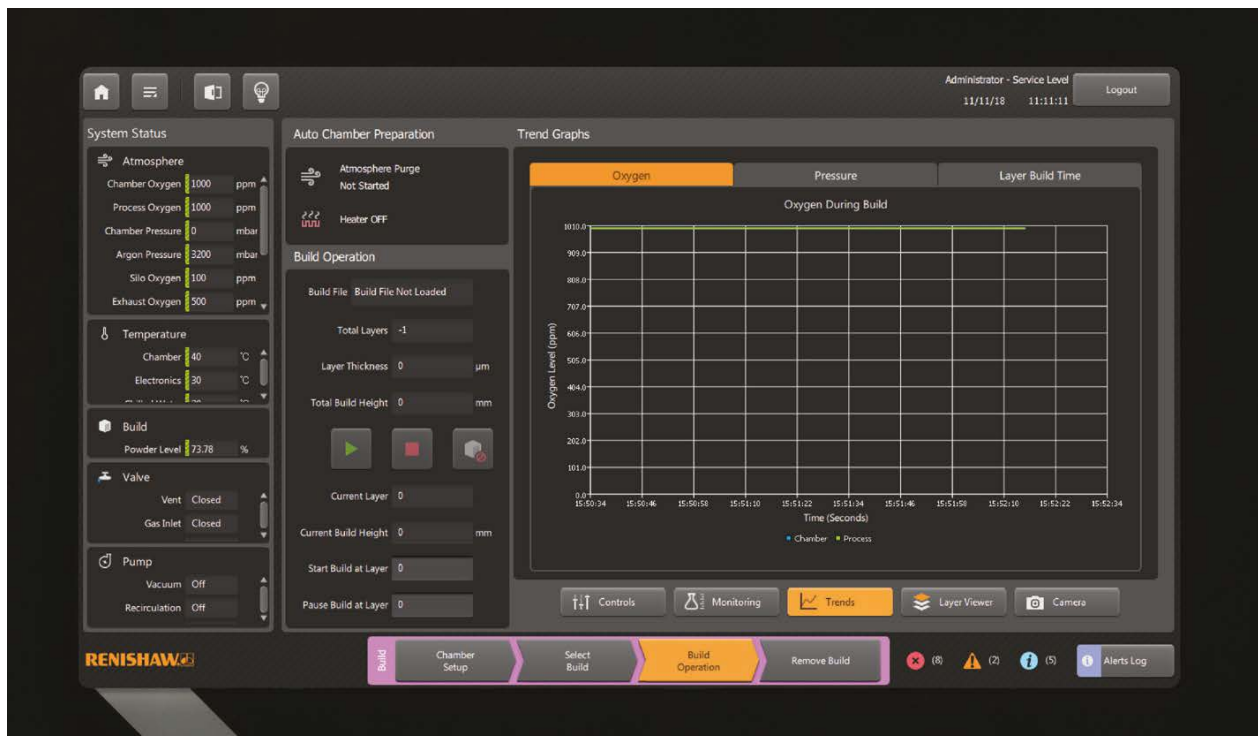 Administrator - Service Level
11/11/18 11:11:11
Logout
System Status
Atmosphere
Chamber Oxygen 1000 ppm
Process Oxygen 1000 ppm
Chamber Pressure 0 mbar
Argon Pressure 3200 mbar
Silo Oxygen 100 ppm
Exhaust Oxygen 500 ppm
Temperature
Chamber 40 °C
Electronics 30 °C
Build
Powder Level 73.78 %
Valve
Vent Closed
Gas Inlet Closed
Pump
Vacuum Off
Recirculation Off
Auto Chamber Preparation
Atmosphere Purge
Not Started
Heater OFF
Build Operation
Build File Build File Not Loaded
Total Layers -1
Layer Thickness 0 µm
Total Build Height 0 mm
Current Layer 0
Current Build Height 0 mm
Start Build at Layer 0
Pause Build at Layer 0
Trend Graphs
Oxygen Pressure Layer Build Time
Oxygen During Build
Oxygen Level (ppm)
1010.0
909.0
808.0
707.0
606.0
505.0
404.0
303.0
202.0
101.0
0.0
15:50:34 15:50:46 15:50:58 15:51:10 15:51:22 15:51:34 15:51:46 15:51:58 15:52:10 15:52:22 15:52:34
Time (Seconds)
Chamber Process
Controls Monitoring Trends Layer Viewer Camera
RENISHAW
Build
Chamber
Setup
Select
Build
Build
Operation
Remove Build
(8) (2) (5)
Alerts Log